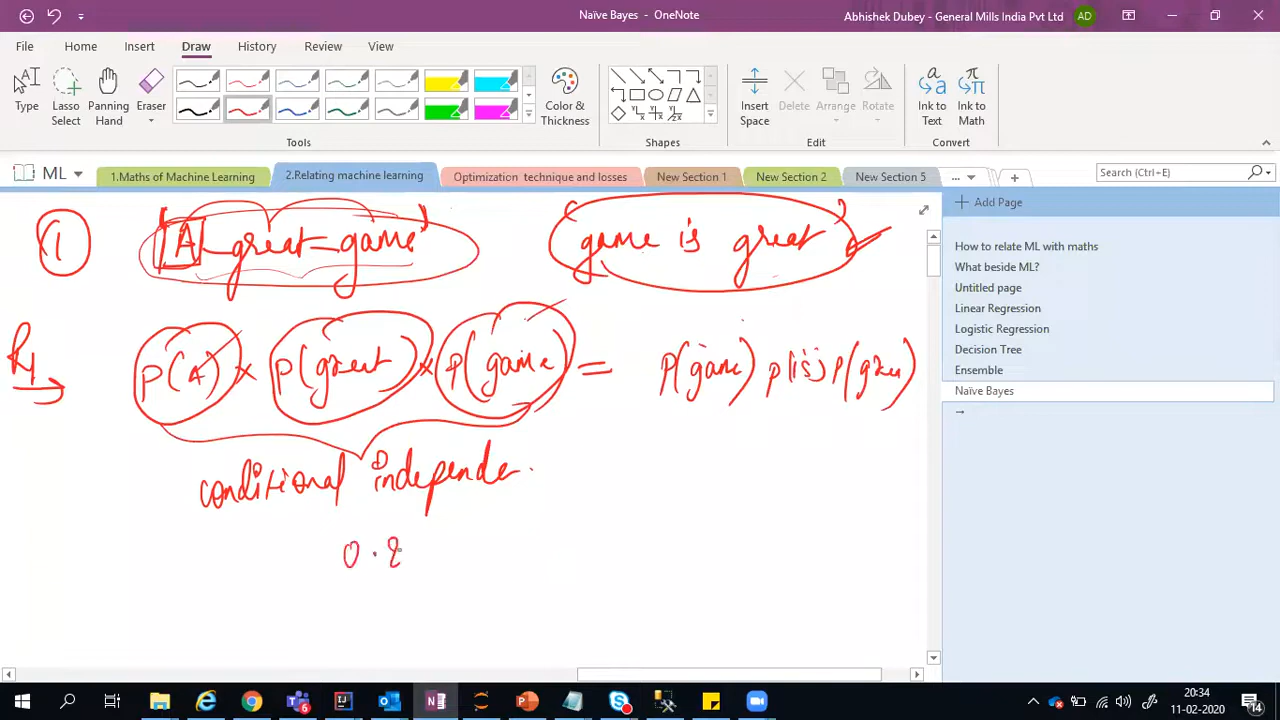 Naïve Bayes - OneNote
Abhishek Dubey - General Mills India Pvt Ltd AD
File Home Insert Draw History Review View
Type Lasso Select Panning Hand Eraser Color & Thickness Insert Space Delete Arrange Rotate Ink to Text Ink to Math
Tools Shapes Edit Convert
ML 1.Maths of Machine Learning 2.Relating machine learning Optimization technique and losses New Section 1 New Section 2 New Section 5 ... + Search (Ctrl+E)
Add Page
How to relate ML with maths
What beside ML?
Untitled page
Linear Regression
Logistic Regression
Decision Tree
Ensemble
Naïve Bayes
1 A great game game is great
P(A) × P(great) × P(game) = P(game) P(is) P(grea)
conditional independe
0.8
20:34
11-02-2020
14
6